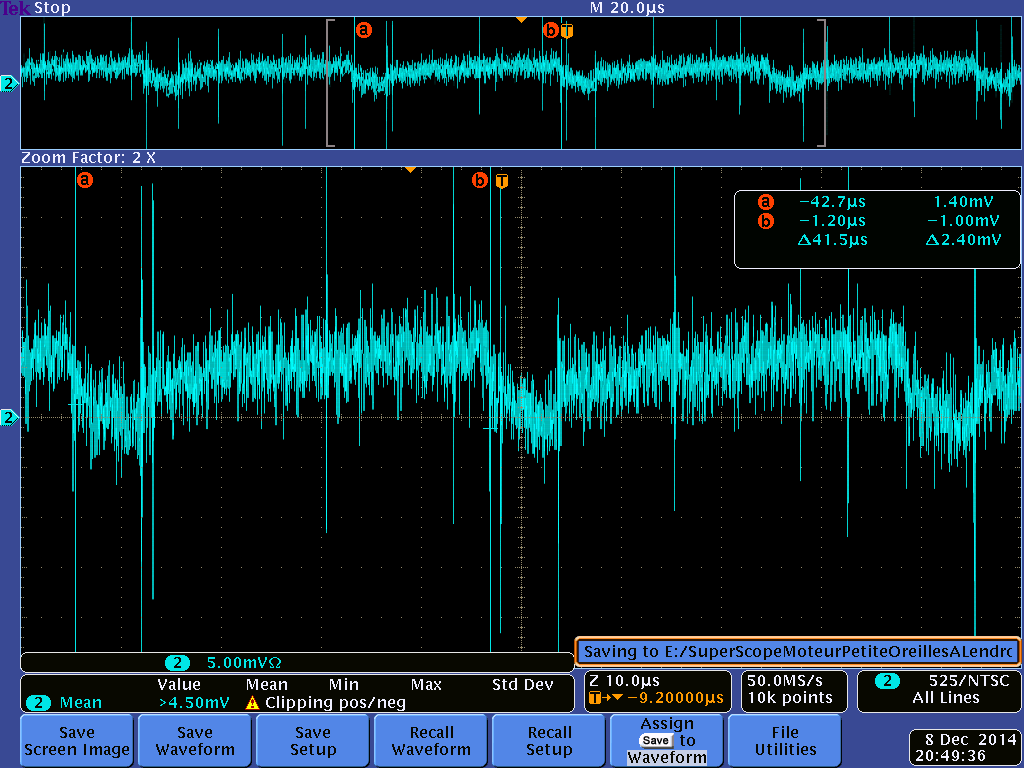 Tek Stop M 20.0µs
a b T
2
Zoom Factor: 2 X
a b T
a −42.7µs 1.40mV
b −1.20µs −1.00mV
Δ41.5µs Δ2.40mV
2
Saving to E:/SuperScopeMoteurPetiteOreillesALendrc
2 5.00mVΩ
Value Mean Min Max Std Dev
2 Mean >4.50mV Clipping pos/neg
Z 10.0µs
T→▼−9.20000µs
50.0MS/s
10k points
2 525/NTSC
All Lines
Save
Screen Image
Save
Waveform
Save
Setup
Recall
Waveform
Recall
Setup
Assign
Save to
Waveform
File
Utilities
8 Dec 2014
20:49:36